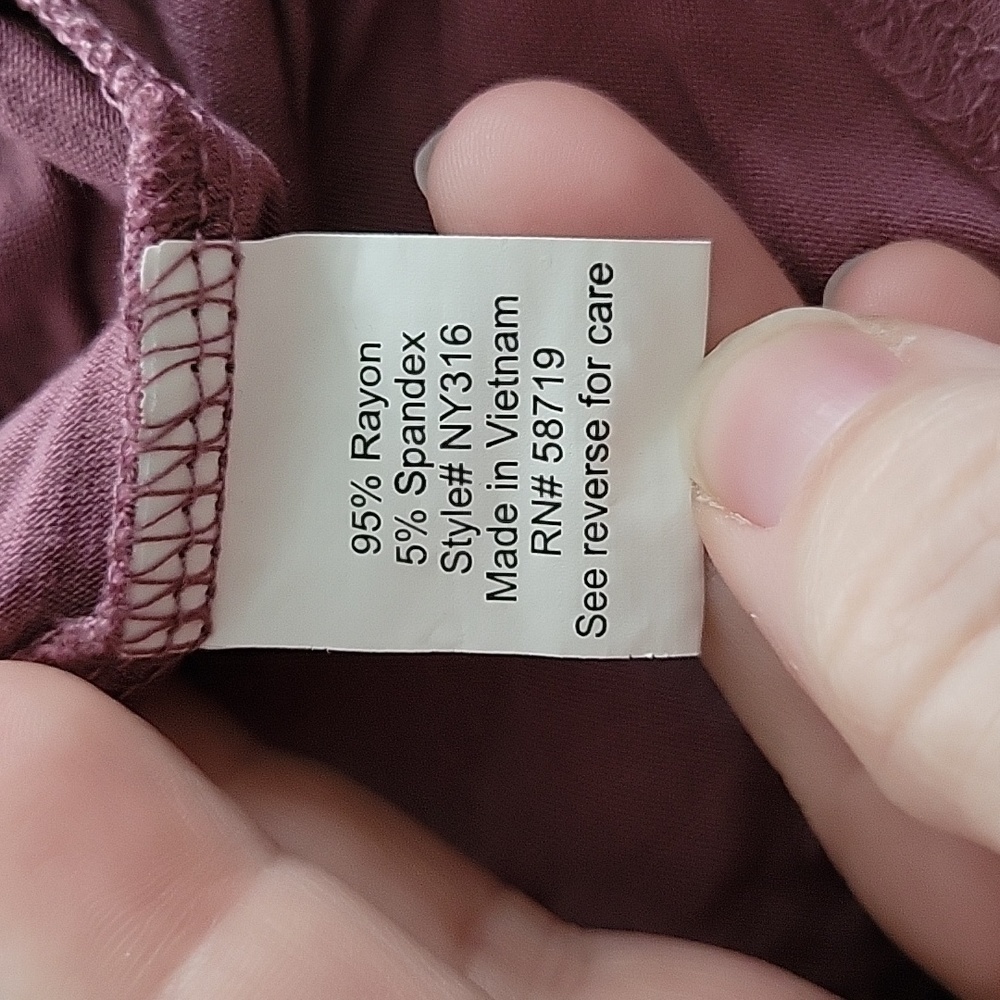 95% Rayon
5% Spandex
Style# NY316
Made in Vietnam
RN# 58719
See reverse for care